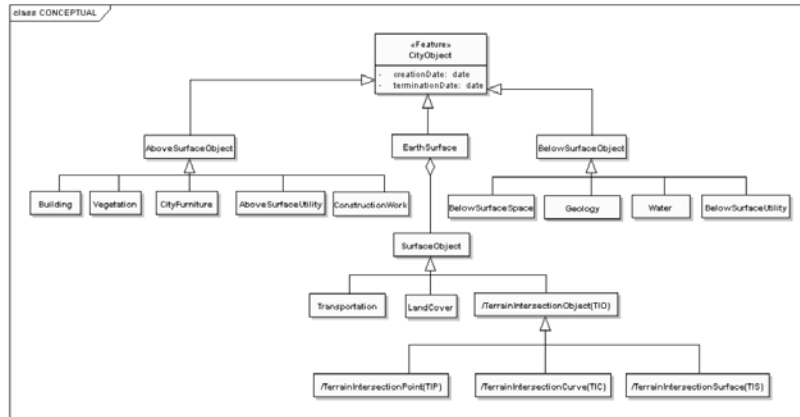 class CONCEPTUAL
«Feature»
CityObject
- creationDate: date
- terminationDate: date
AboveSurfaceObject
EarthSurface
BelowSurfaceObject
Building
Vegetation
CityFurniture
AboveSurfaceUtility
ConstructionWork
BelowSurfaceSpace
Geology
Water
BelowSurfaceUtility
SurfaceObject
Transportation
LandCover
/TerrainIntersectionObject(TIO)
/TerrainIntersectionPoint(TIP)
/TerrainIntersectionCurve(TIC)
/TerrainIntersectionSurface(TIS)